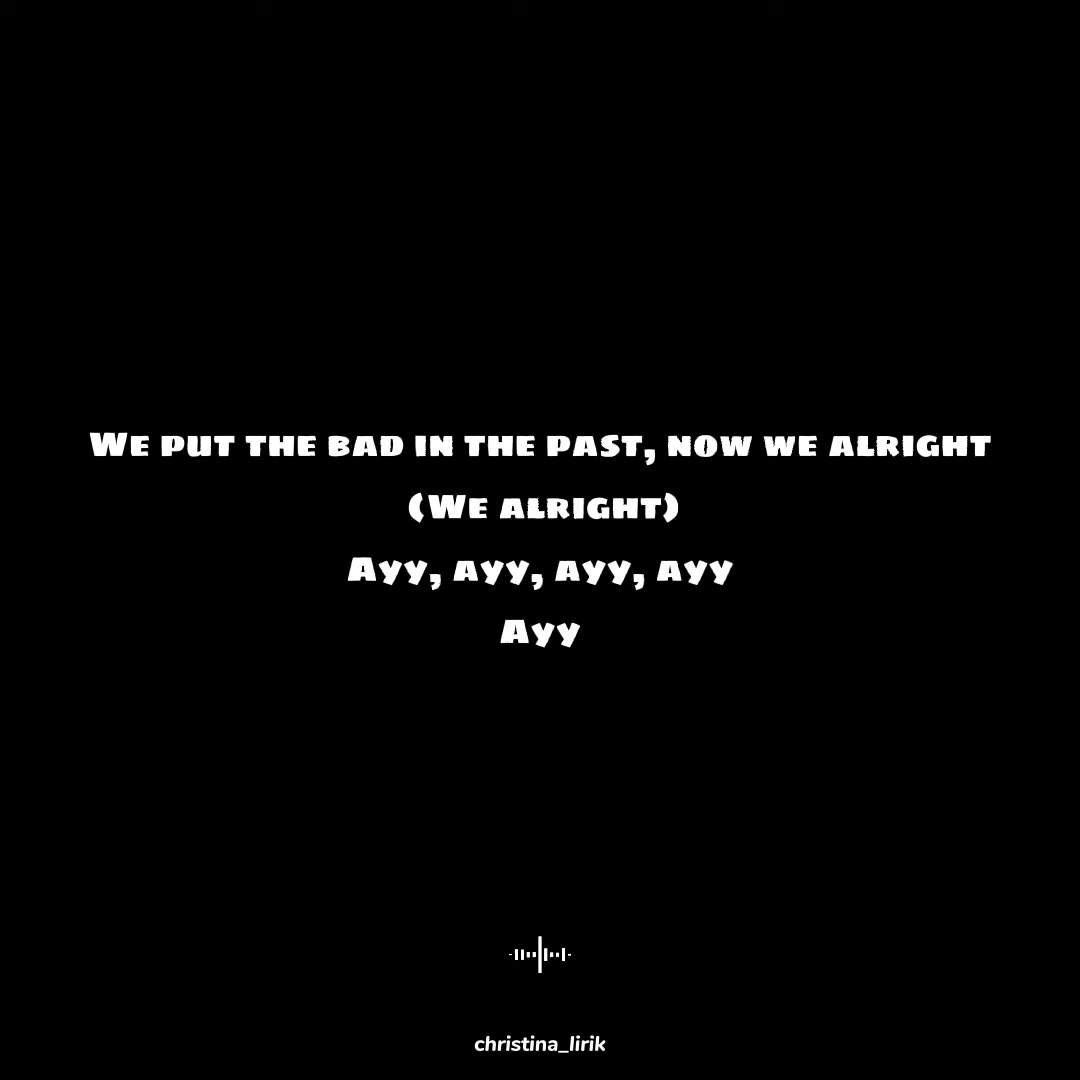 We put the bad in the past, now we alright
(We alright)
Ayy, ayy, ayy, ayy
Ayy
christina_lirik